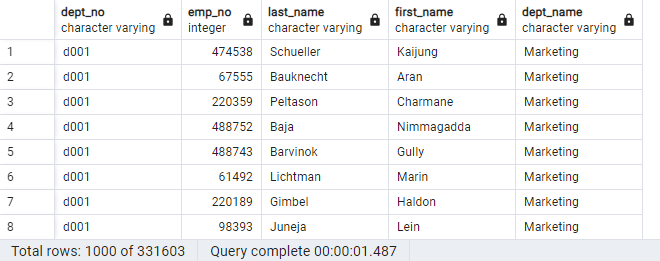 dept_no emp_no last_name first_name dept_name
character varying integer character varying character varying character varying
1 d001 474538 Schueller Kaijung Marketing
2 d001 67555 Bauknecht Aran Marketing
3 d001 220359 Peltason Charmane Marketing
4 d001 488752 Baja Nimmagadda Marketing
5 d001 488743 Barvinok Gully Marketing
6 d001 61492 Lichtman Marin Marketing
7 d001 220189 Gimbel Haldon Marketing
8 d001 98393 Juneja Lein Marketing
Total rows: 1000 of 331603 Query complete 00:00:01.487